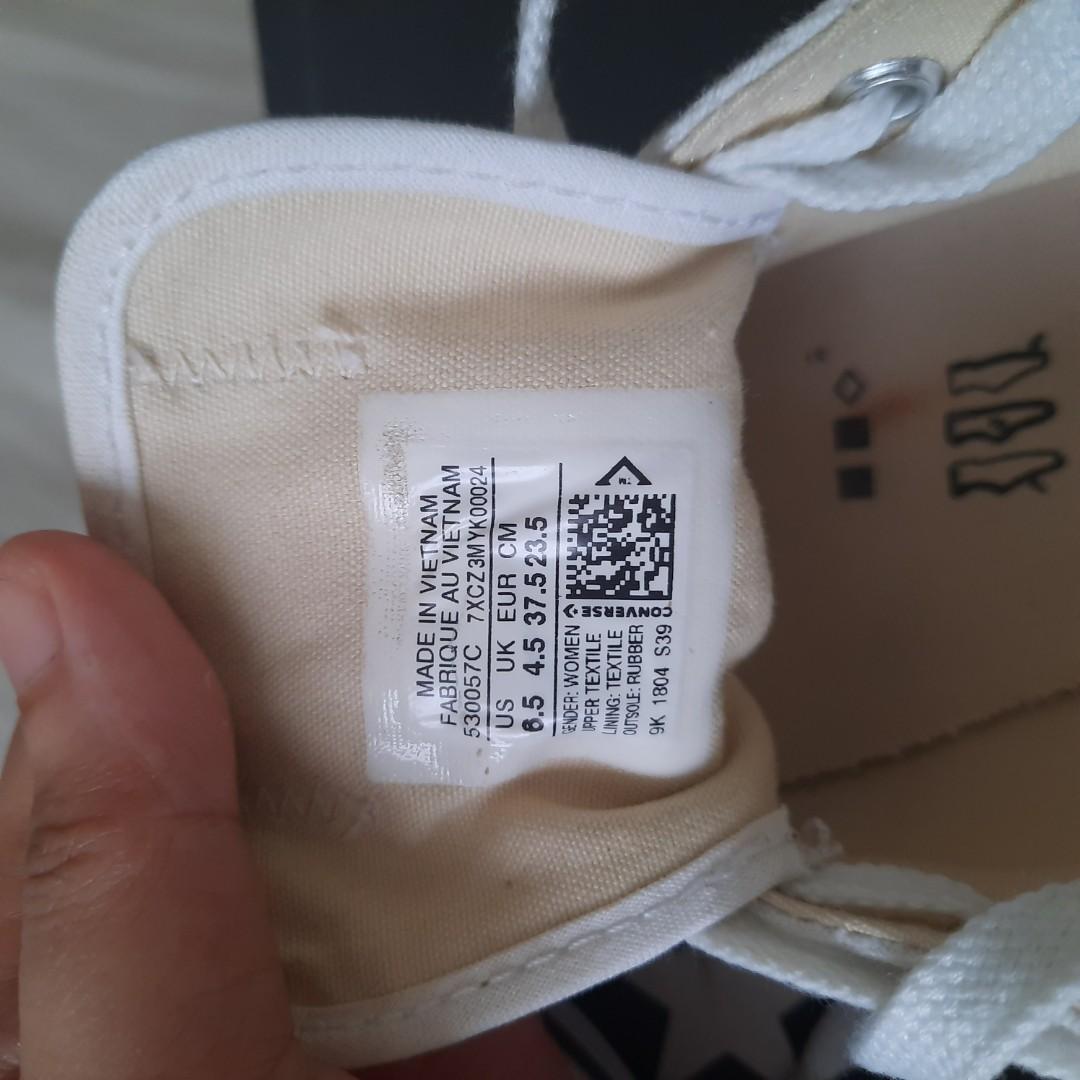 MADE IN VIETNAM
FABRIQUE AU VIETNAM
530057C 7XCZ3MYK00024
US UK EUR CM
6.5 4.5 37.5 23.5
GENDER: WOMEN
UPPER TEXTILE
LINING: TEXTILE
OUTSOLE: RUBBER
9K 1804 S39
CONVERSE